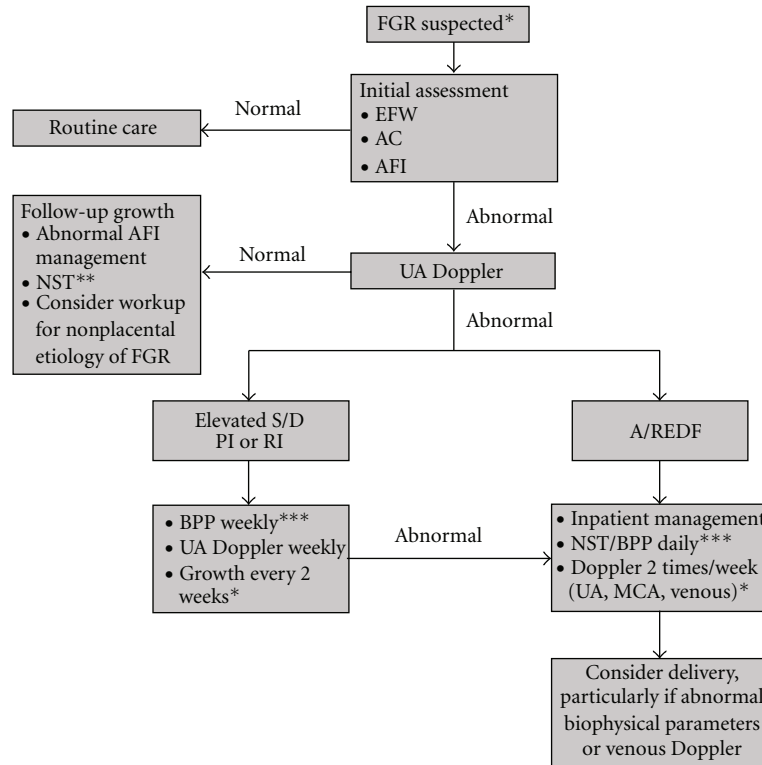 FGR suspected*
Initial assessment
• EFW
• AC
• AFI
Normal
Routine care
Abnormal
Follow-up growth
• Abnormal AFI
management
• NST**
• Consider workup
for nonplacental
etiology of FGR
Normal
UA Doppler
Abnormal
Elevated S/D
PI or RI
A/REDF
• BPP weekly***
• UA Doppler weekly
• Growth every 2
weeks*
Abnormal
• Inpatient management
• NST/BPP daily***
• Doppler 2 times/week
(UA, MCA, venous)*
Consider delivery,
particularly if abnormal
biophysical parameters
or venous Doppler